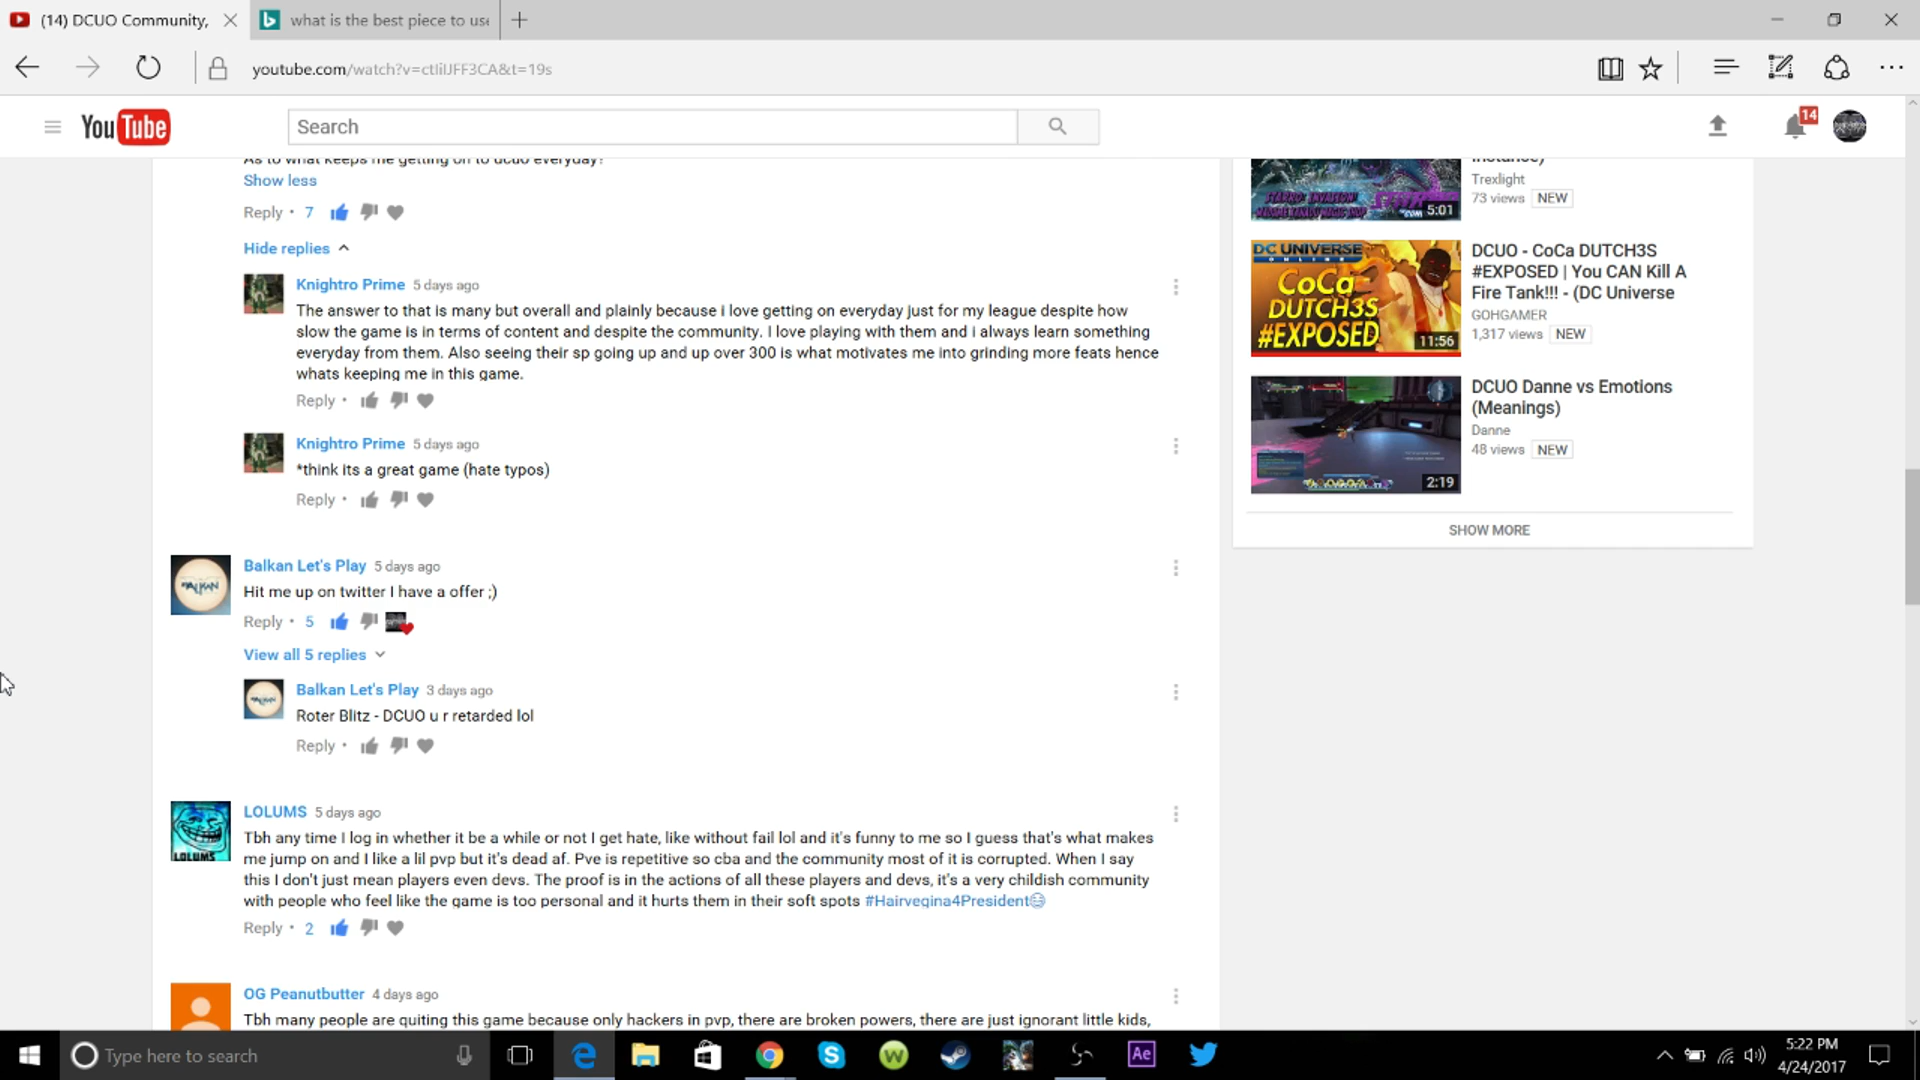 (14) DCUO Community,
what is the best piece to use
youtube.com/watch?v=ctIiIJFF3CA&t=19s
YouTube
Search
14
As to what keeps me getting on to dcuo everyday?
Show less
Reply • 7
Hide replies
Knightro Prime 5 days ago
The answer to that is many but overall and plainly because i love getting on everyday just for my league despite how
slow the game is in terms of content and despite the community. I love playing with them and i always learn something
everyday from them. Also seeing their sp going up and up over 300 is what motivates me into grinding more feats hence
whats keeping me in this game.
Reply •
Knightro Prime 5 days ago
*think its a great game (hate typos)
Reply •
BALKAN
Balkan Let's Play 5 days ago
Hit me up on twitter I have a offer ;)
Reply • 5
View all 5 replies
Balkan Let's Play 3 days ago
Roter Blitz - DCUO u r retarded lol
Reply •
LOLUMS
LOLUMS 5 days ago
Tbh any time I log in whether it be a while or not I get hate, like without fail lol and it's funny to me so I guess that's what makes
me jump on and I like a lil pvp but it's dead af. Pve is repetitive so cba and the community most of it is corrupted. When I say
this I don't just mean players even devs. The proof is in the actions of all these players and devs, it's a very childish community
with people who feel like the game is too personal and it hurts them in their soft spots #Hairvegina4President😂
Reply • 2
OG Peanutbutter 4 days ago
Tbh many people are quiting this game because only hackers in pvp, there are broken powers, there are just ignorant little kids,
Instance)
Trexlight
73 views NEW
5:01
DC UNIVERSE
ONLINE
CoCa
DUTCH3S
#EXPOSED
11:56
DCUO - CoCa DUTCH3S
#EXPOSED | You CAN Kill A
Fire Tank!!! - (DC Universe
GOHGAMER
1,317 views NEW
2:19
DCUO Danne vs Emotions
(Meanings)
Danne
48 views NEW
SHOW MORE
Type here to search
Ae
5:22 PM
4/24/2017